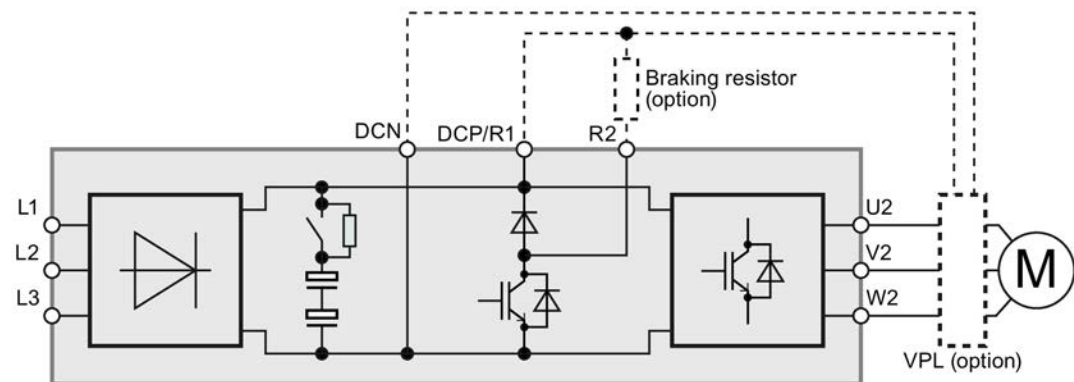 Braking resistor
(option)
DCN
DCP/R1
R2
L1
L2
L3
U2
V2
W2
M
VPL (option)